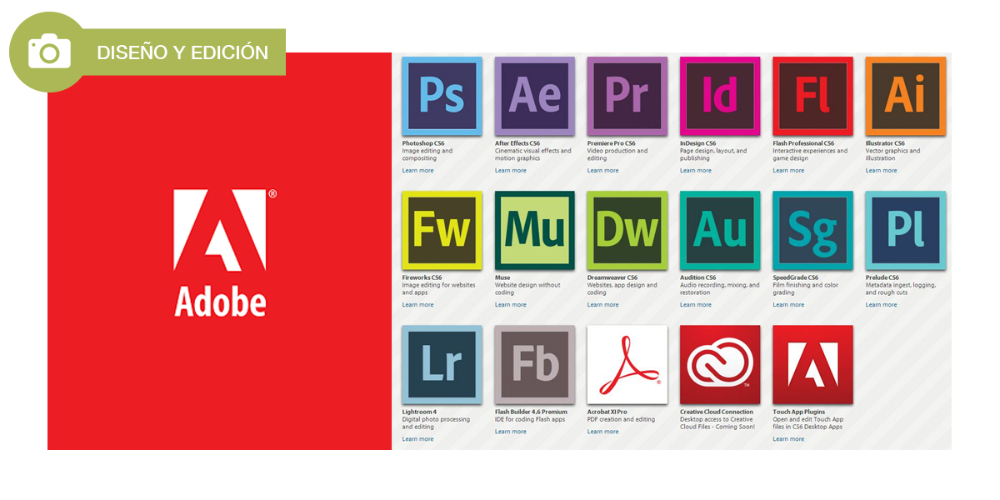 DISEÑO Y EDICIÓN
®
Adobe
Ps
Photoshop CS6
Image editing and
compositing
Learn more
Ae
After Effects CS6
Cinematic visual effects and
motion graphics
Learn more
Pr
Premiere Pro CS6
Video production and
editing
Learn more
Id
InDesign CS6
Page design, layout, and
publishing
Learn more
Fl
Flash Professional CS6
Interactive experiences and
game design
Learn more
Ai
Illustrator CS6
Vector graphics and
illustration
Learn more
Fw
Fireworks CS6
Image editing for websites
and apps
Learn more
Mu
Muse
Website design without
coding
Learn more
Dw
Dreamweaver CS6
Websites, app design and
coding
Learn more
Au
Audition CS6
Audio recording, mixing, and
restoration
Learn more
Sg
SpeedGrade CS6
Film finishing and color
grading
Learn more
Pl
Prelude CS6
Metadata ingest, logging,
and rough cuts
Learn more
Lr
Lightroom 4
Digital photo processing
and editing
Learn more
Fb
Flash Builder 4.6 Premium
IDE for coding Flash apps
Learn more
®
Acrobat XI Pro
PDF creation and editing
Learn more
TM
Creative Cloud Connection
Desktop access to Creative
Cloud Files - Coming Soon!
Touch App Plugins
Open and edit Touch App
files in CS6 Desktop Apps
Learn more